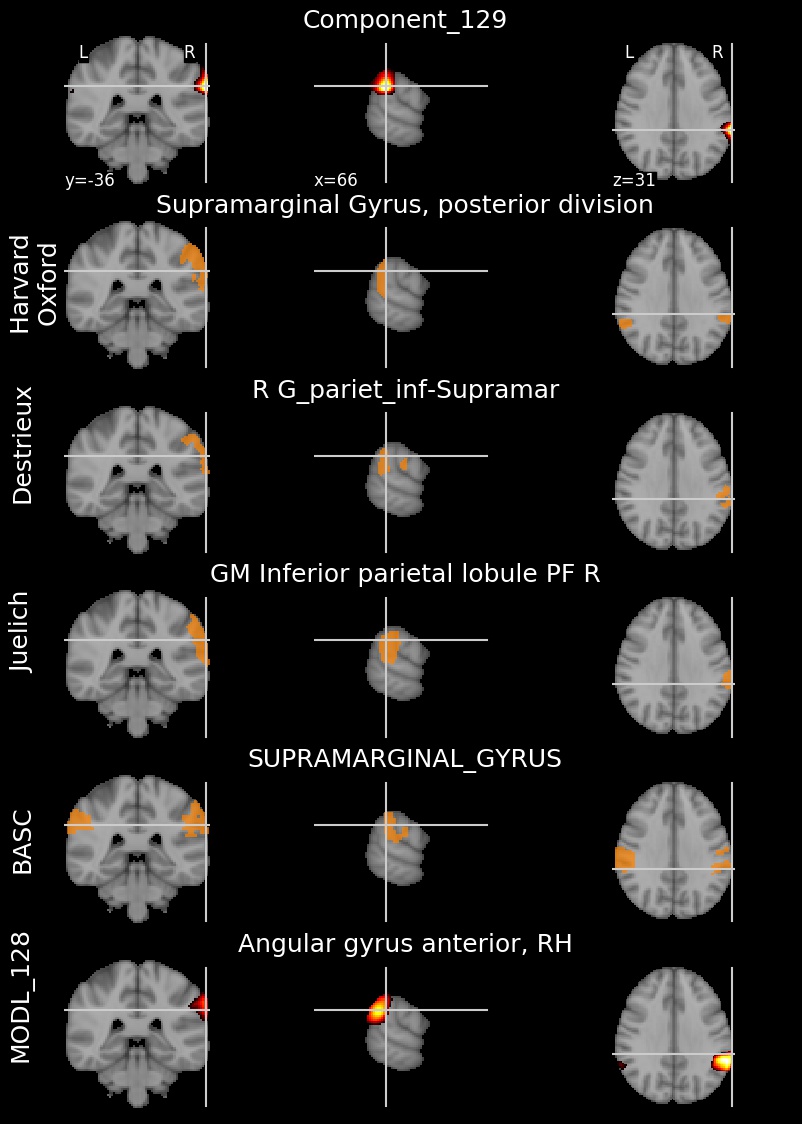 Component_129
L R L R
y=-36 x=66 z=31
Supramarginal Gyrus, posterior division
Harvard
Oxford
R G_pariet_inf-Supramar
Destrieux
GM Inferior parietal lobule PF R
Juelich
SUPRAMARGINAL_GYRUS
BASC
Angular gyrus anterior, RH
MODL_128